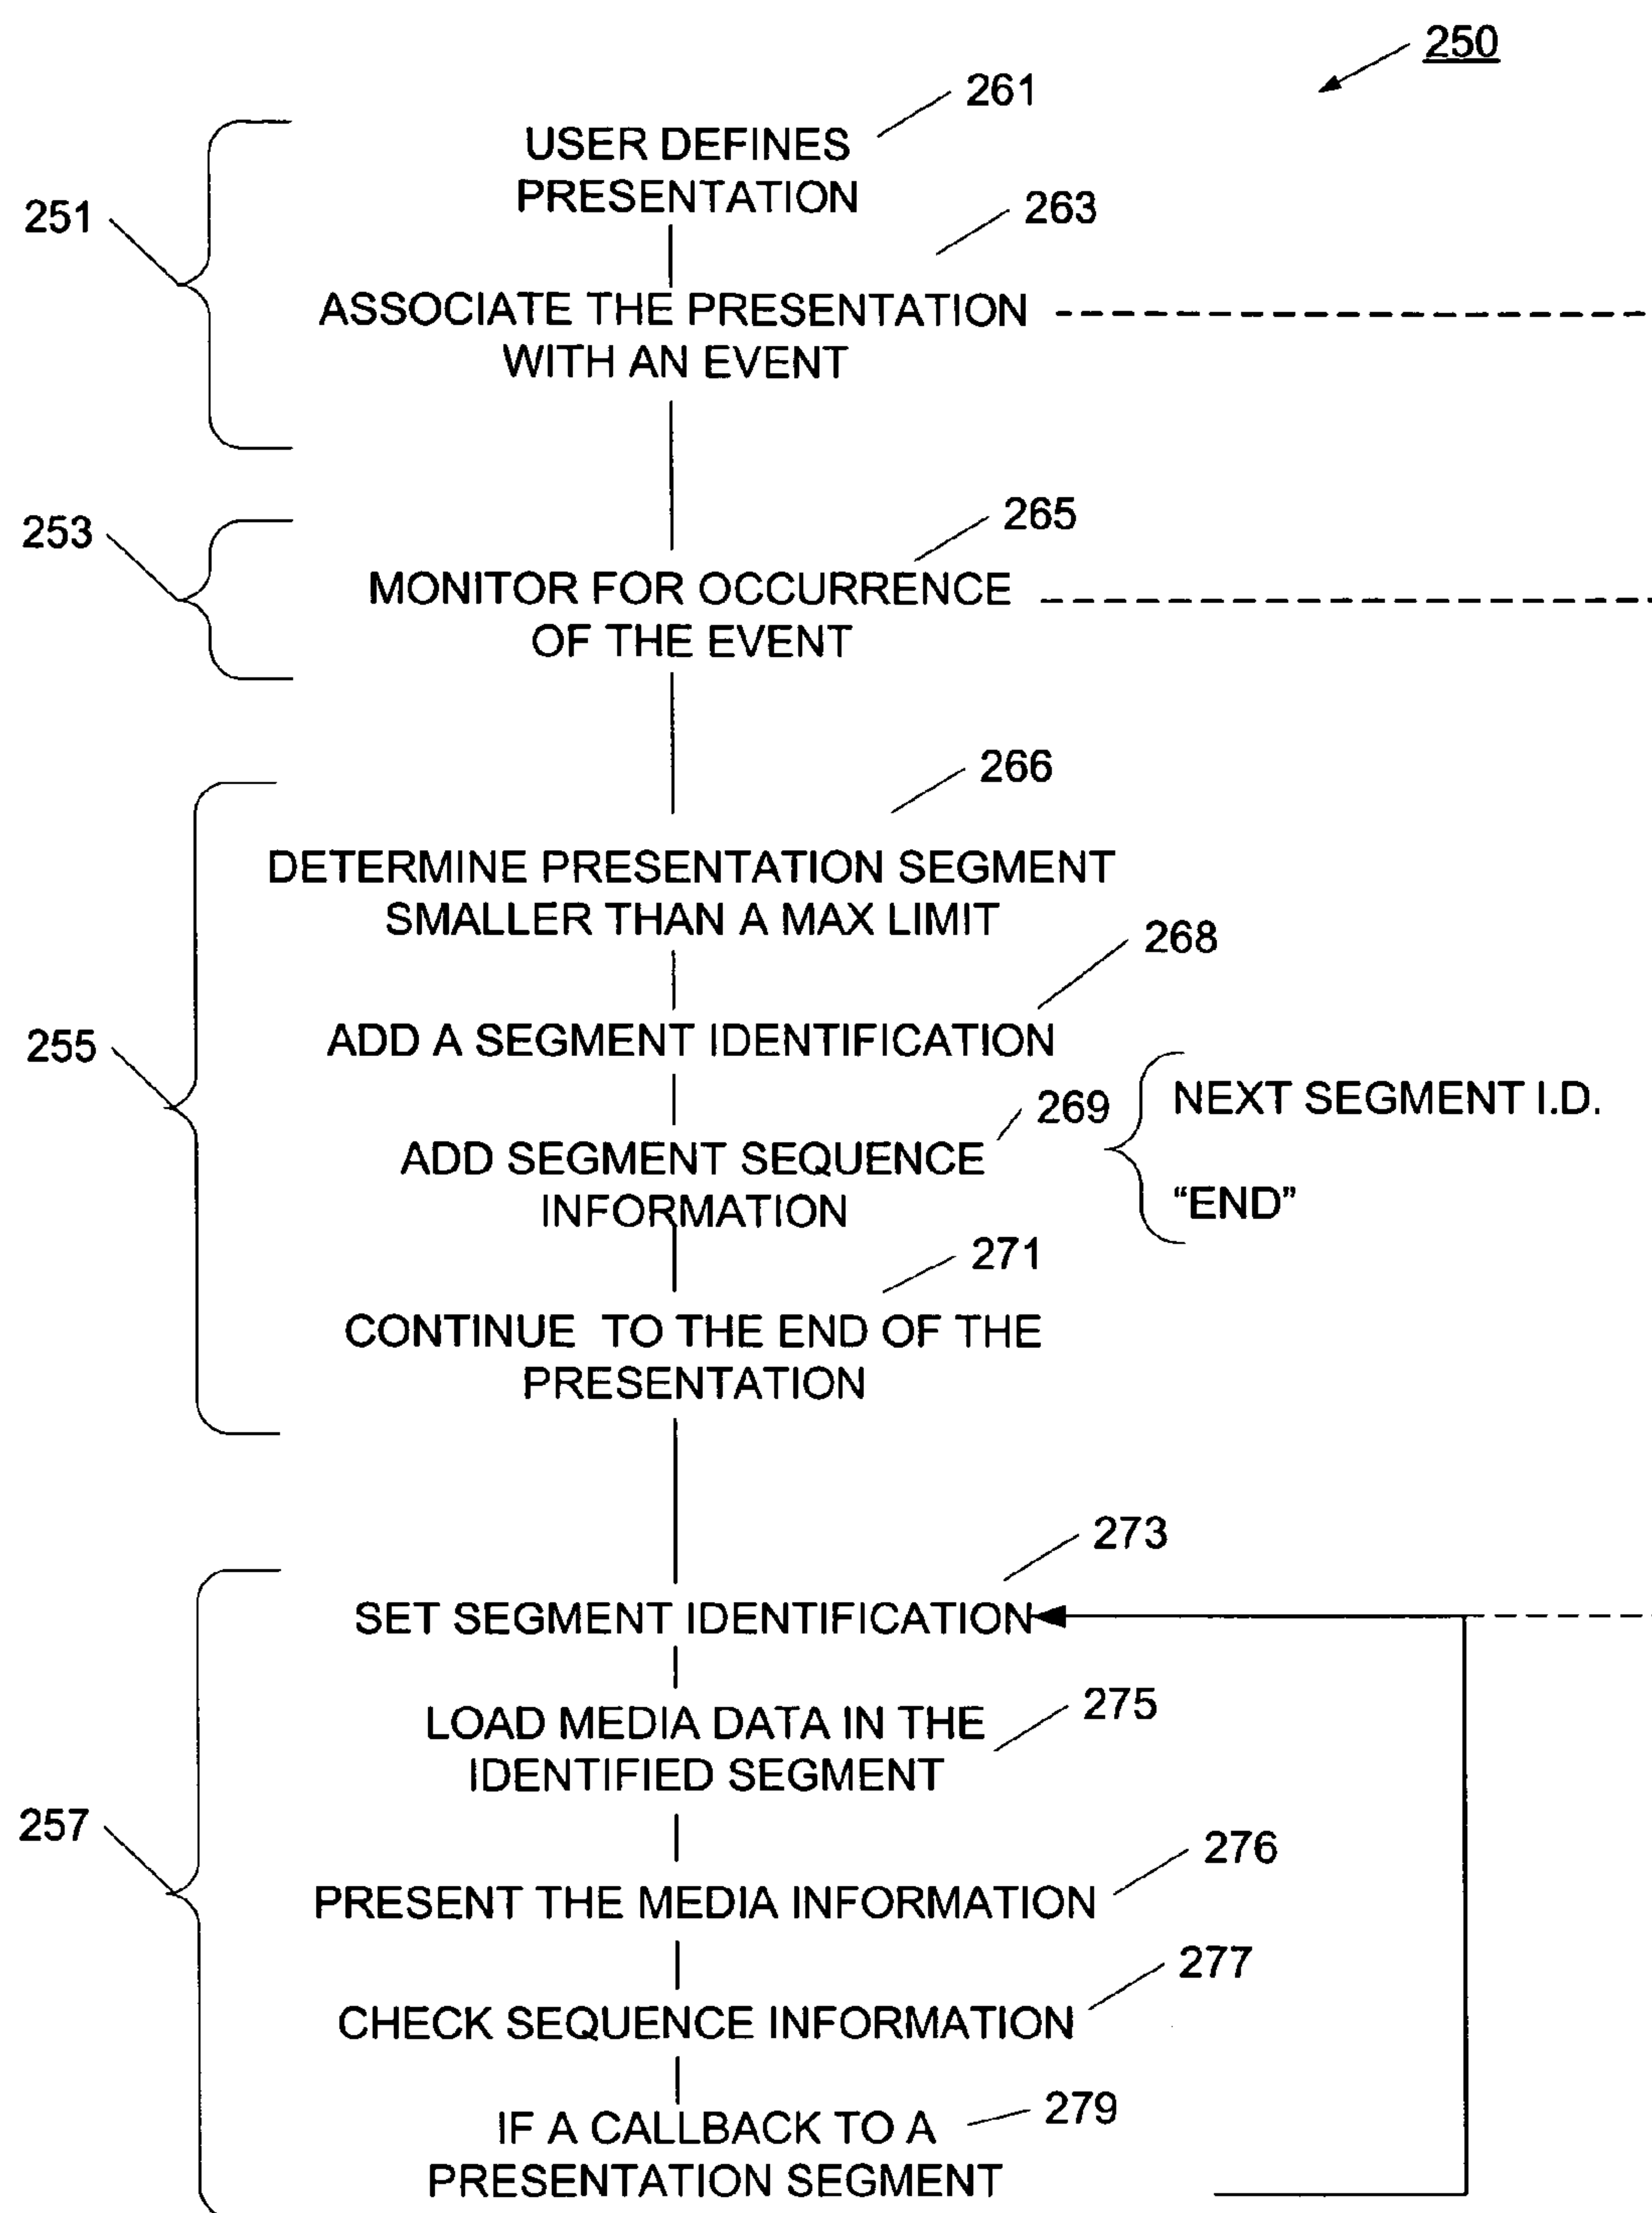 250
261
USER DEFINES
PRESENTATION
251
263
ASSOCIATE THE PRESENTATION
WITH AN EVENT
253
265
MONITOR FOR OCCURRENCE
OF THE EVENT
266
DETERMINE PRESENTATION SEGMENT
SMALLER THAN A MAX LIMIT
268
255
ADD A SEGMENT IDENTIFICATION
269
NEXT SEGMENT I.D.
ADD SEGMENT SEQUENCE
INFORMATION
“END”
271
CONTINUE TO THE END OF THE
PRESENTATION
273
SET SEGMENT IDENTIFICATION
275
LOAD MEDIA DATA IN THE
IDENTIFIED SEGMENT
257
276
PRESENT THE MEDIA INFORMATION
277
CHECK SEQUENCE INFORMATION
279
IF A CALLBACK TO A
PRESENTATION SEGMENT